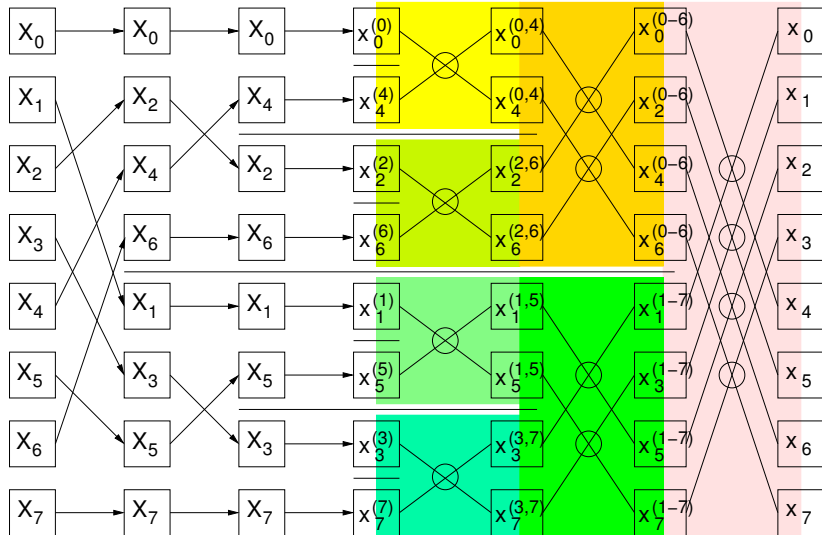 X₀ X₀ X₀ x₀⁽⁰⁾ x₀⁽⁰,⁴⁾ x₀⁽⁰⁻⁶⁾ x₀
X₁ X₂ X₄ x₄⁽⁴⁾ x₄⁽⁰,⁴⁾ x₂⁽⁰⁻⁶⁾ x₁
X₂ X₄ X₂ x₂⁽²⁾ x₂⁽²,⁶⁾ x₄⁽⁰⁻⁶⁾ x₂
X₃ X₆ X₆ x₆⁽⁶⁾ x₆⁽²,⁶⁾ x₆⁽⁰⁻⁶⁾ x₃
X₄ X₁ X₁ x₁⁽¹⁾ x₁⁽¹,⁵⁾ x₁⁽¹⁻⁷⁾ x₄
X₅ X₃ X₅ x₅⁽⁵⁾ x₅⁽¹,⁵⁾ x₃⁽¹⁻⁷⁾ x₅
X₆ X₅ X₃ x₃⁽³⁾ x₃⁽³,⁷⁾ x₅⁽¹⁻⁷⁾ x₆
X₇ X₇ X₇ x₇⁽⁷⁾ x₇⁽³,⁷⁾ x₇⁽¹⁻⁷⁾ x₇